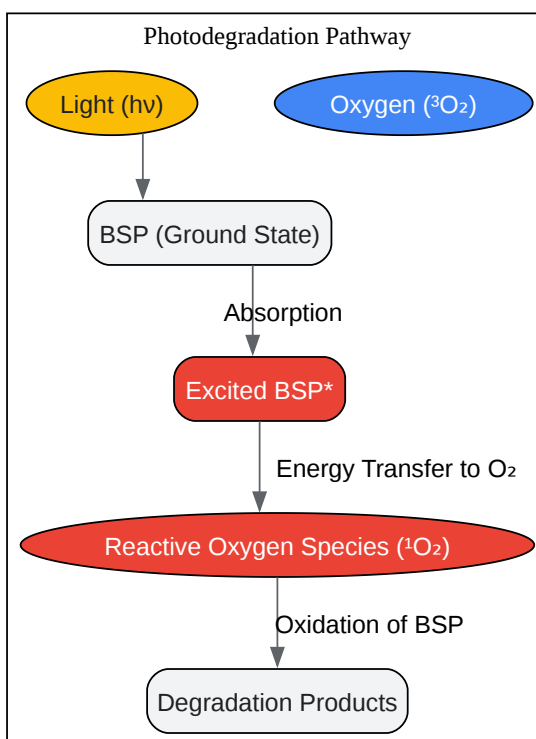 Photodegradation Pathway
Light (hν)
Oxygen (³O₂)
BSP (Ground State)
Absorption
Excited BSP*
Energy Transfer to O₂
Reactive Oxygen Species (¹O₂)
Oxidation of BSP
Degradation Products